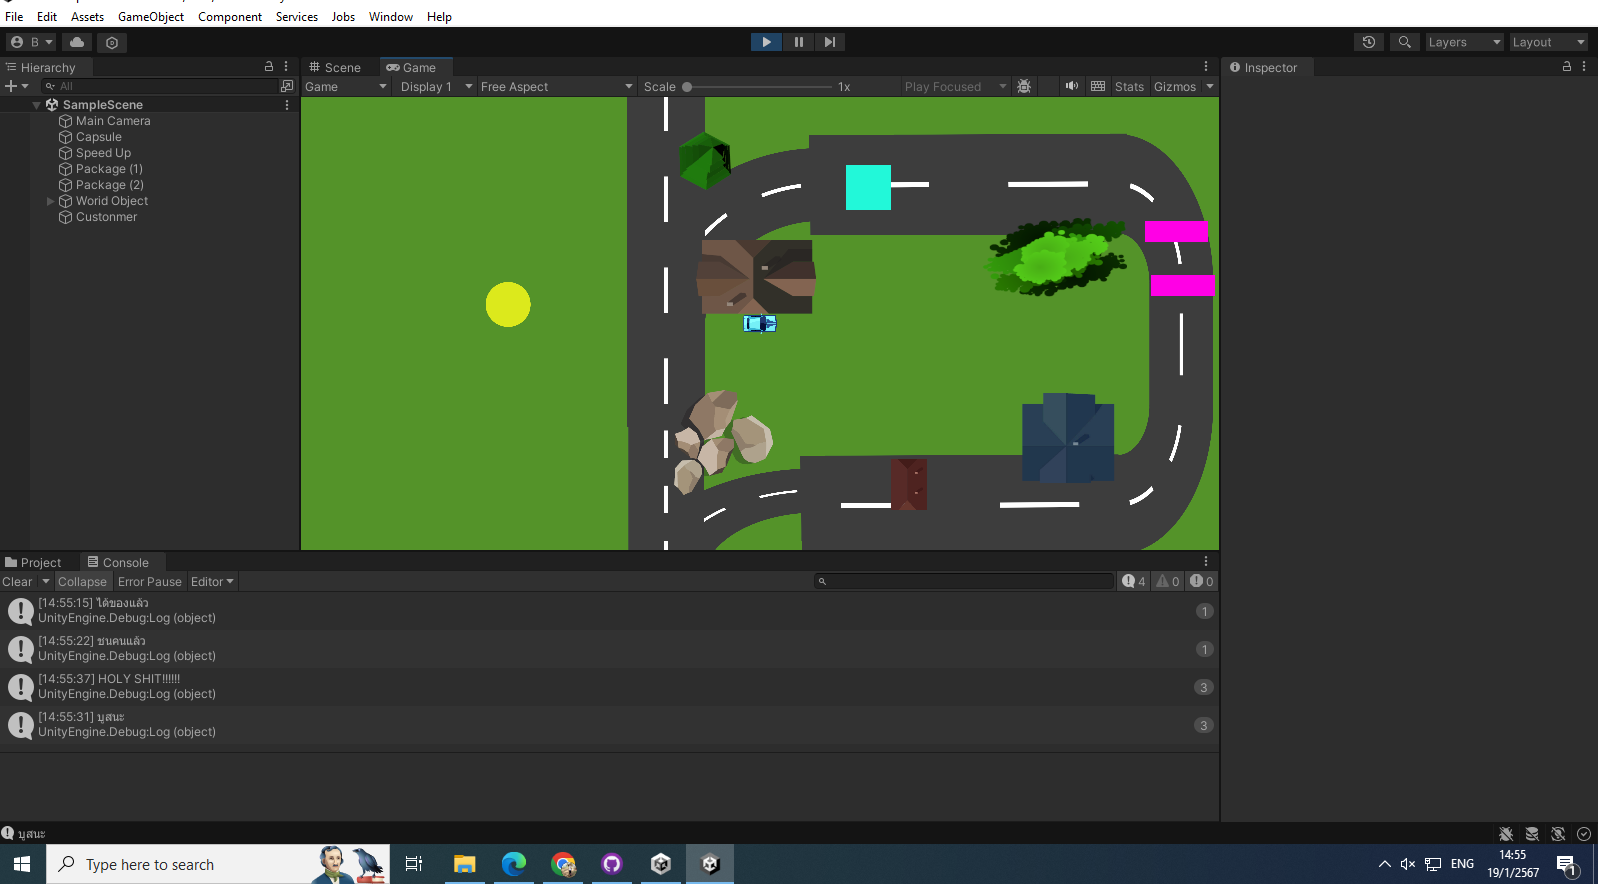 File Edit Assets GameObject Component Services Jobs Window Help
B Layers Layout
Hierarchy Scene Game Inspector
All Game Display 1 Free Aspect Scale 1x Play Focused Stats Gizmos
SampleScene
Main Camera
Capsule
Speed Up
Package (1)
Package (2)
World Object
Custonmer
Project Console
Clear Collapse Error Pause Editor 4 0 0
[14:55:15] ได้ของแล้ว
UnityEngine.Debug:Log (object) 1
[14:55:22] ชนคนแล้ว
UnityEngine.Debug:Log (object) 1
[14:55:37] HOLY SHIT!!!!!!
UnityEngine.Debug:Log (object) 3
[14:55:31] บูสนะ
UnityEngine.Debug:Log (object) 3
บูสนะ
Type here to search ENG 14:55
19/1/2567 1